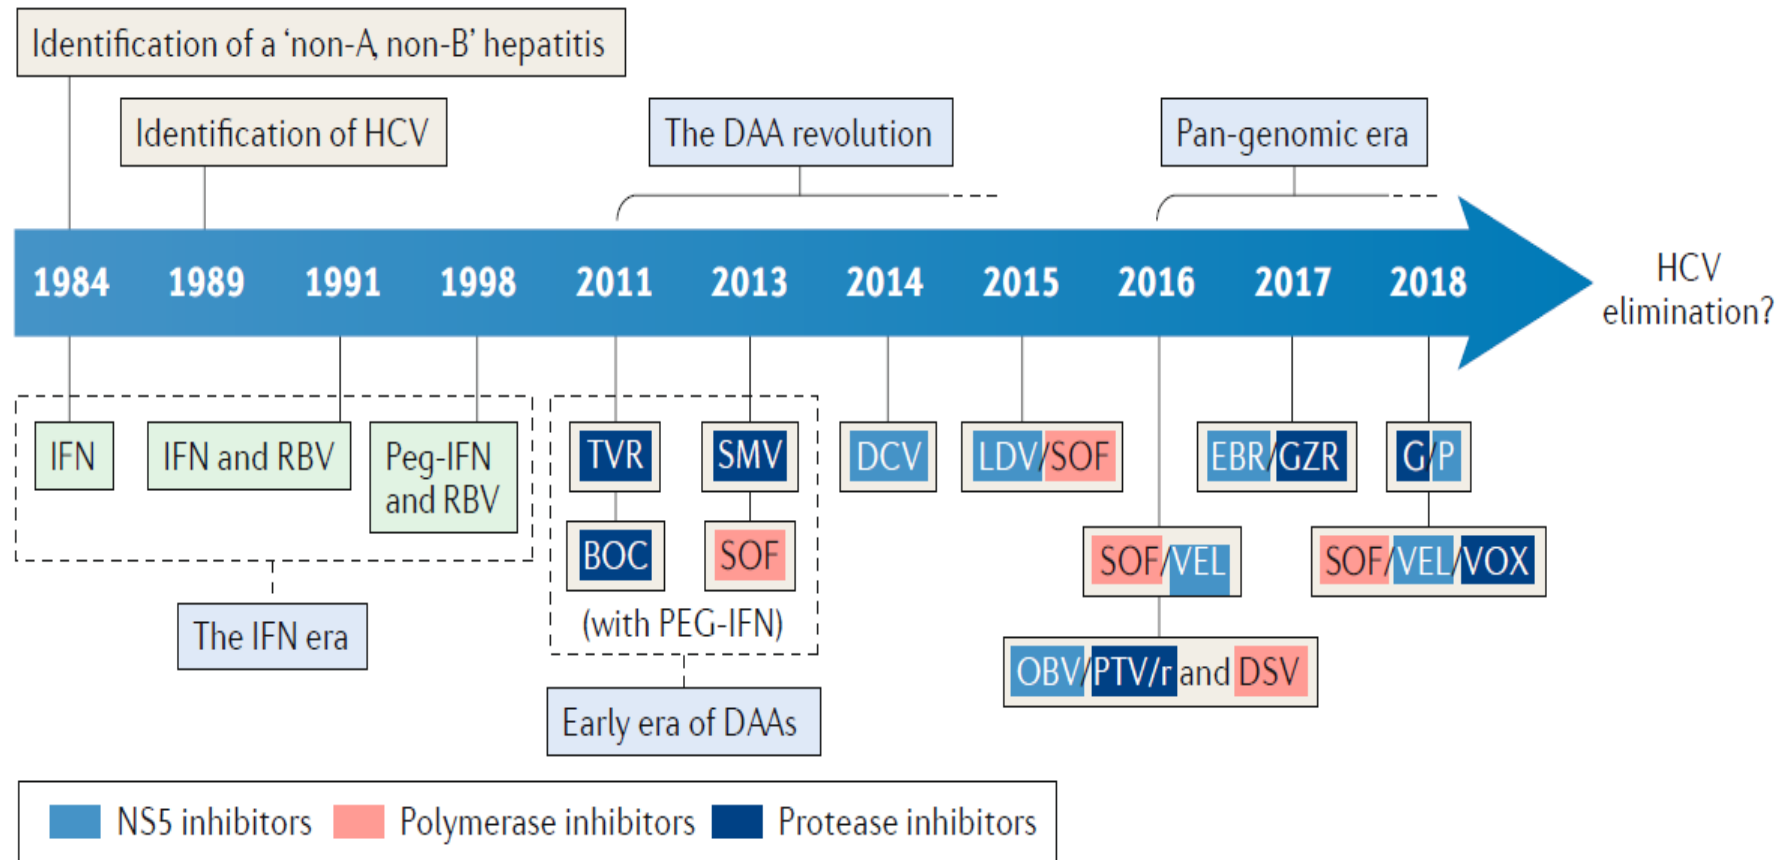 Identification of a ‘non-A, non-B’ hepatitis
Identification of HCV
The DAA revolution
Pan-genomic era
1984 1989 1991 1998 2011 2013 2014 2015 2016 2017 2018
HCV
elimination?
IFN
IFN and RBV
Peg-IFN
and RBV
TVR
SMV
DCV
LDV/SOF
EBR/GZR
G/P
BOC
SOF
SOF/VEL
SOF/VEL/VOX
(with PEG-IFN)
The IFN era
OBV/PTV/r and DSV
Early era of DAAs
NS5 inhibitors
Polymerase inhibitors
Protease inhibitors